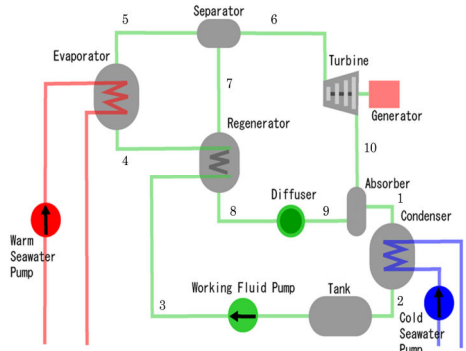 5
Separator
6
Evaporator
Turbine
7
Generator
Regenerator
4
10
Absorber
Diffuser
1
8
9
Condenser
Warm
Seawater
Pump
Working Fluid Pump
Tank
3
2
Cold
Seawater
Pump